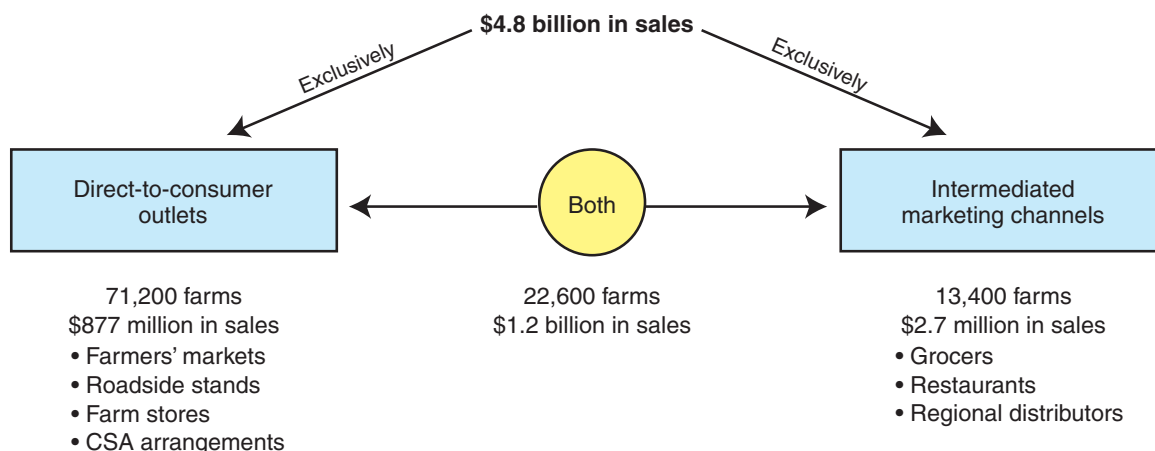 $4.8 billion in sales
Exclusively
Exclusively
Direct-to-consumer
outlets
Both
Intermediated
marketing channels
71,200 farms
$877 million in sales
• Farmers' markets
• Roadside stands
• Farm stores
• CSA arrangements
22,600 farms
$1.2 billion in sales
13,400 farms
$2.7 million in sales
• Grocers
• Restaurants
• Regional distributors